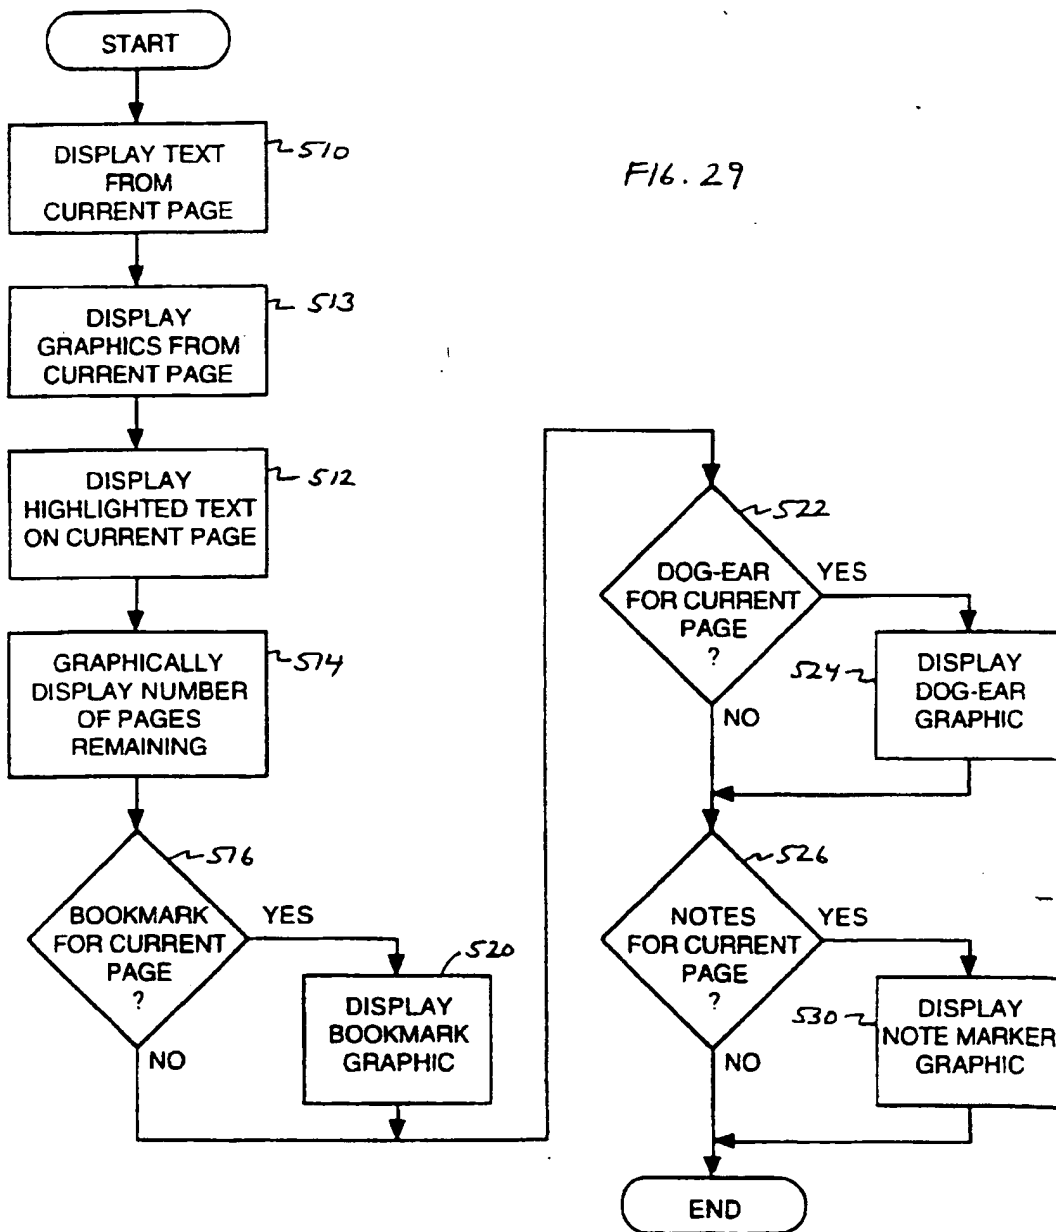 START
DISPLAY TEXT
FROM
CURRENT PAGE
510
FIG. 29
DISPLAY
GRAPHICS FROM
CURRENT PAGE
513
DISPLAY
HIGHLIGHTED TEXT
ON CURRENT PAGE
512
GRAPHICALLY
DISPLAY NUMBER
OF PAGES
REMAINING
514
516
BOOKMARK
FOR CURRENT
PAGE
?
YES
NO
520
DISPLAY
BOOKMARK
GRAPHIC
522
DOG-EAR
FOR CURRENT
PAGE
?
YES
NO
524
DISPLAY
DOG-EAR
GRAPHIC
526
NOTES
FOR CURRENT
PAGE
?
YES
NO
530
DISPLAY
NOTE MARKER
GRAPHIC
END